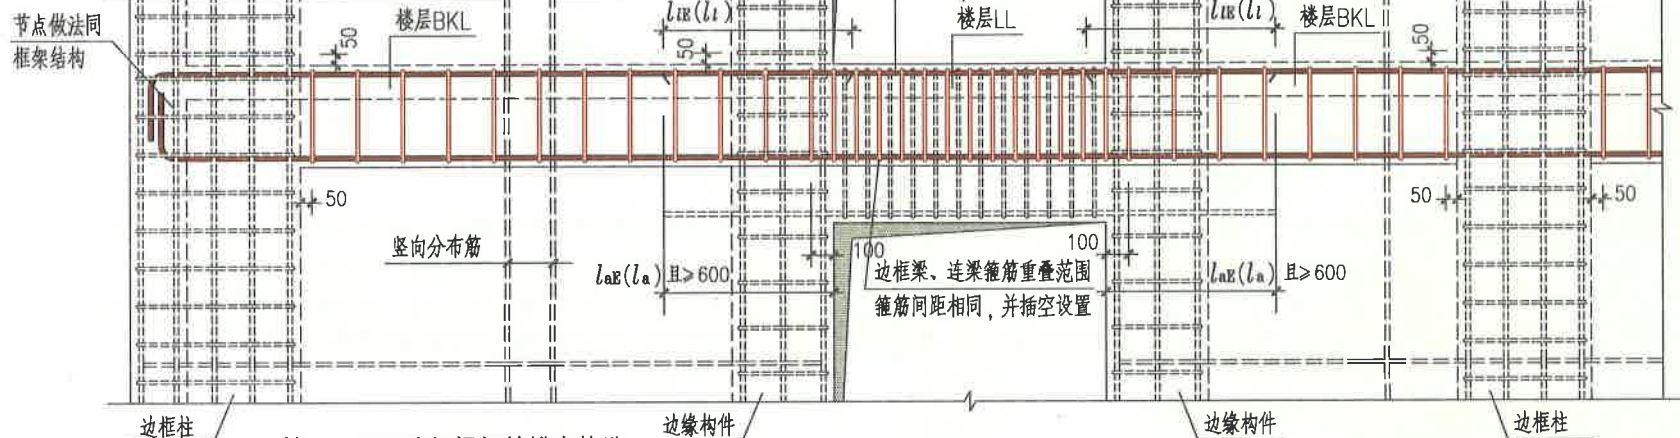 节点做法同
框架结构
50
楼层BKL
llE(ll)
50
楼层LL
llE(ll)
楼层BKL
50
50
竖向分布筋
laE(la)且≥600
100
100
边框梁、连梁箍筋重叠范围
箍筋间距相同，并插空设置
laE(la)且≥600
50
50
边框柱
边缘构件
边缘构件
边框柱